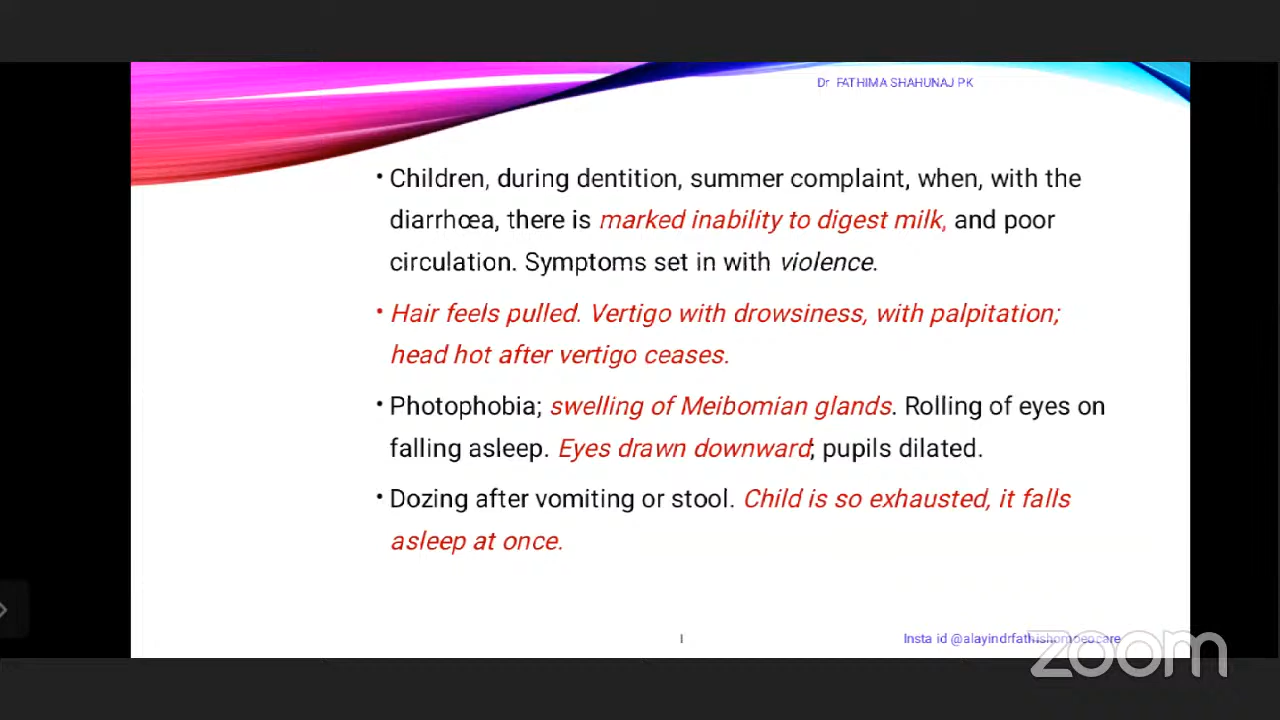 Dr FATHIMA SHAHUNAJ PK
• Children, during dentition, summer complaint, when, with the
diarrhœa, there is marked inability to digest milk, and poor
circulation. Symptoms set in with violence.
• Hair feels pulled. Vertigo with drowsiness, with palpitation;
head hot after vertigo ceases.
• Photophobia; swelling of Meibomian glands. Rolling of eyes on
falling asleep. Eyes drawn downward; pupils dilated.
• Dozing after vomiting or stool. Child is so exhausted, it falls
asleep at once.
Insta id @alayindrfathishomoeocare
zoom